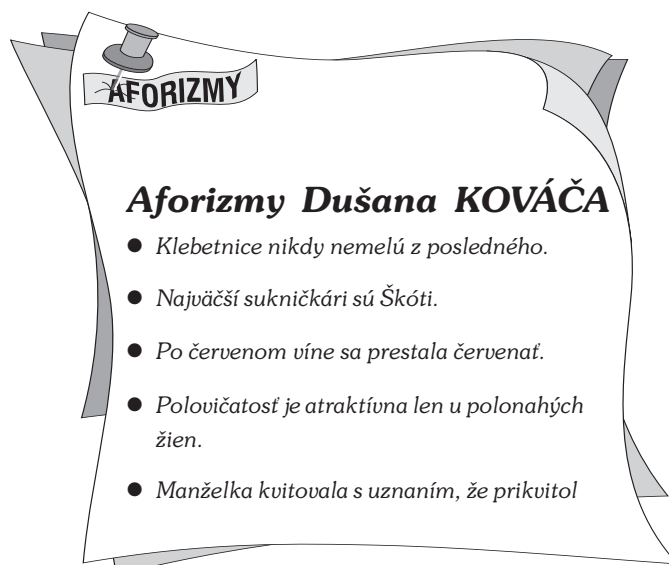 AFORIZMY
Aforizmy Dušana KOVÁČA
● Klebetnice nikdy nemelú z posledného.
● Najväčší sukničkári sú Škóti.
● Po červenom víne sa prestala červenať.
● Polovičatosť je atraktívna len u polonahých
žien.
● Manželka kvitovala s uznaním, že prikvitol